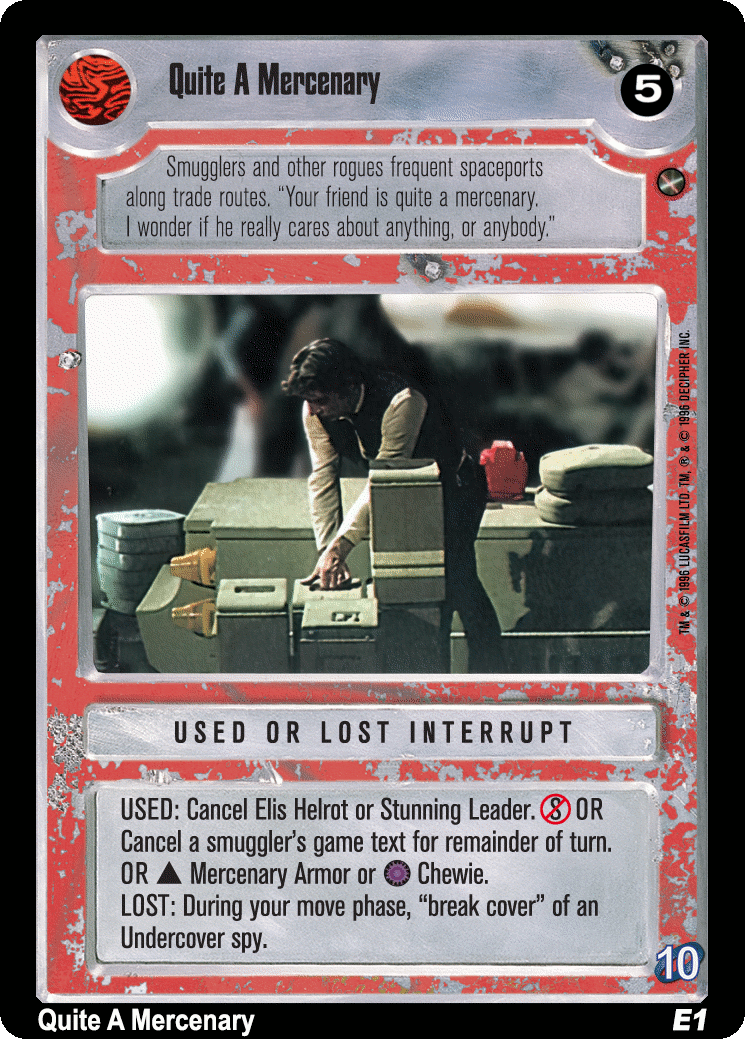 Quite A Mercenary
5
Smugglers and other rogues frequent spaceports
along trade routes. “Your friend is quite a mercenary.
I wonder if he really cares about anything, or anybody.”
TM & © 1996 LUCASFILM LTD. TM, ® & © 1996 DECIPHER INC.
USED OR LOST INTERRUPT
USED: Cancel Elis Helrot or Stunning Leader. 8 OR
Cancel a smuggler’s game text for remainder of turn.
OR ▲ Mercenary Armor or Chewie.
LOST: During your move phase, “break cover” of an
Undercover spy.
10
Quite A Mercenary
E1